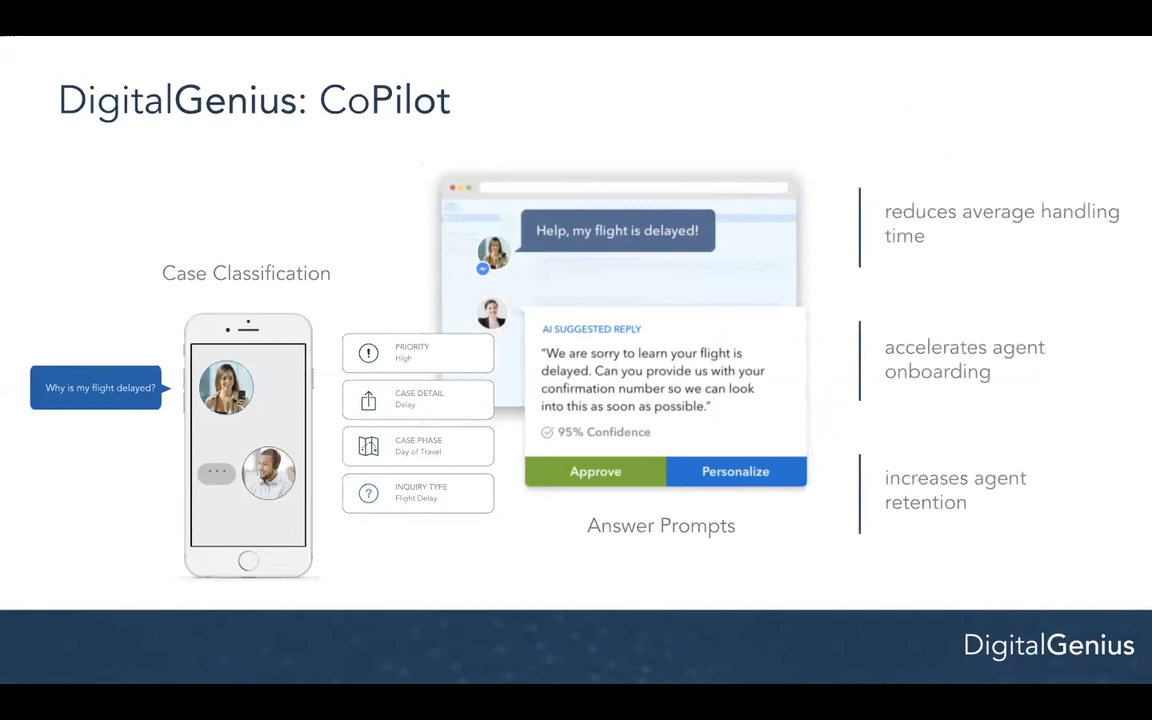 DigitalGenius: CoPilot
Case Classification
Why is my flight delayed?
PRIORITY
High
CASE DETAIL
Delay
CASE PHASE
Day of Travel
INQUIRY TYPE
Flight Delay
Help, my flight is delayed!
AI SUGGESTED REPLY
“We are sorry to learn your flight is
delayed. Can you provide us with your
confirmation number so we can look
into this as soon as possible.”
95% Confidence
Approve
Personalize
Answer Prompts
reduces average handling
time
accelerates agent
onboarding
increases agent
retention
DigitalGenius